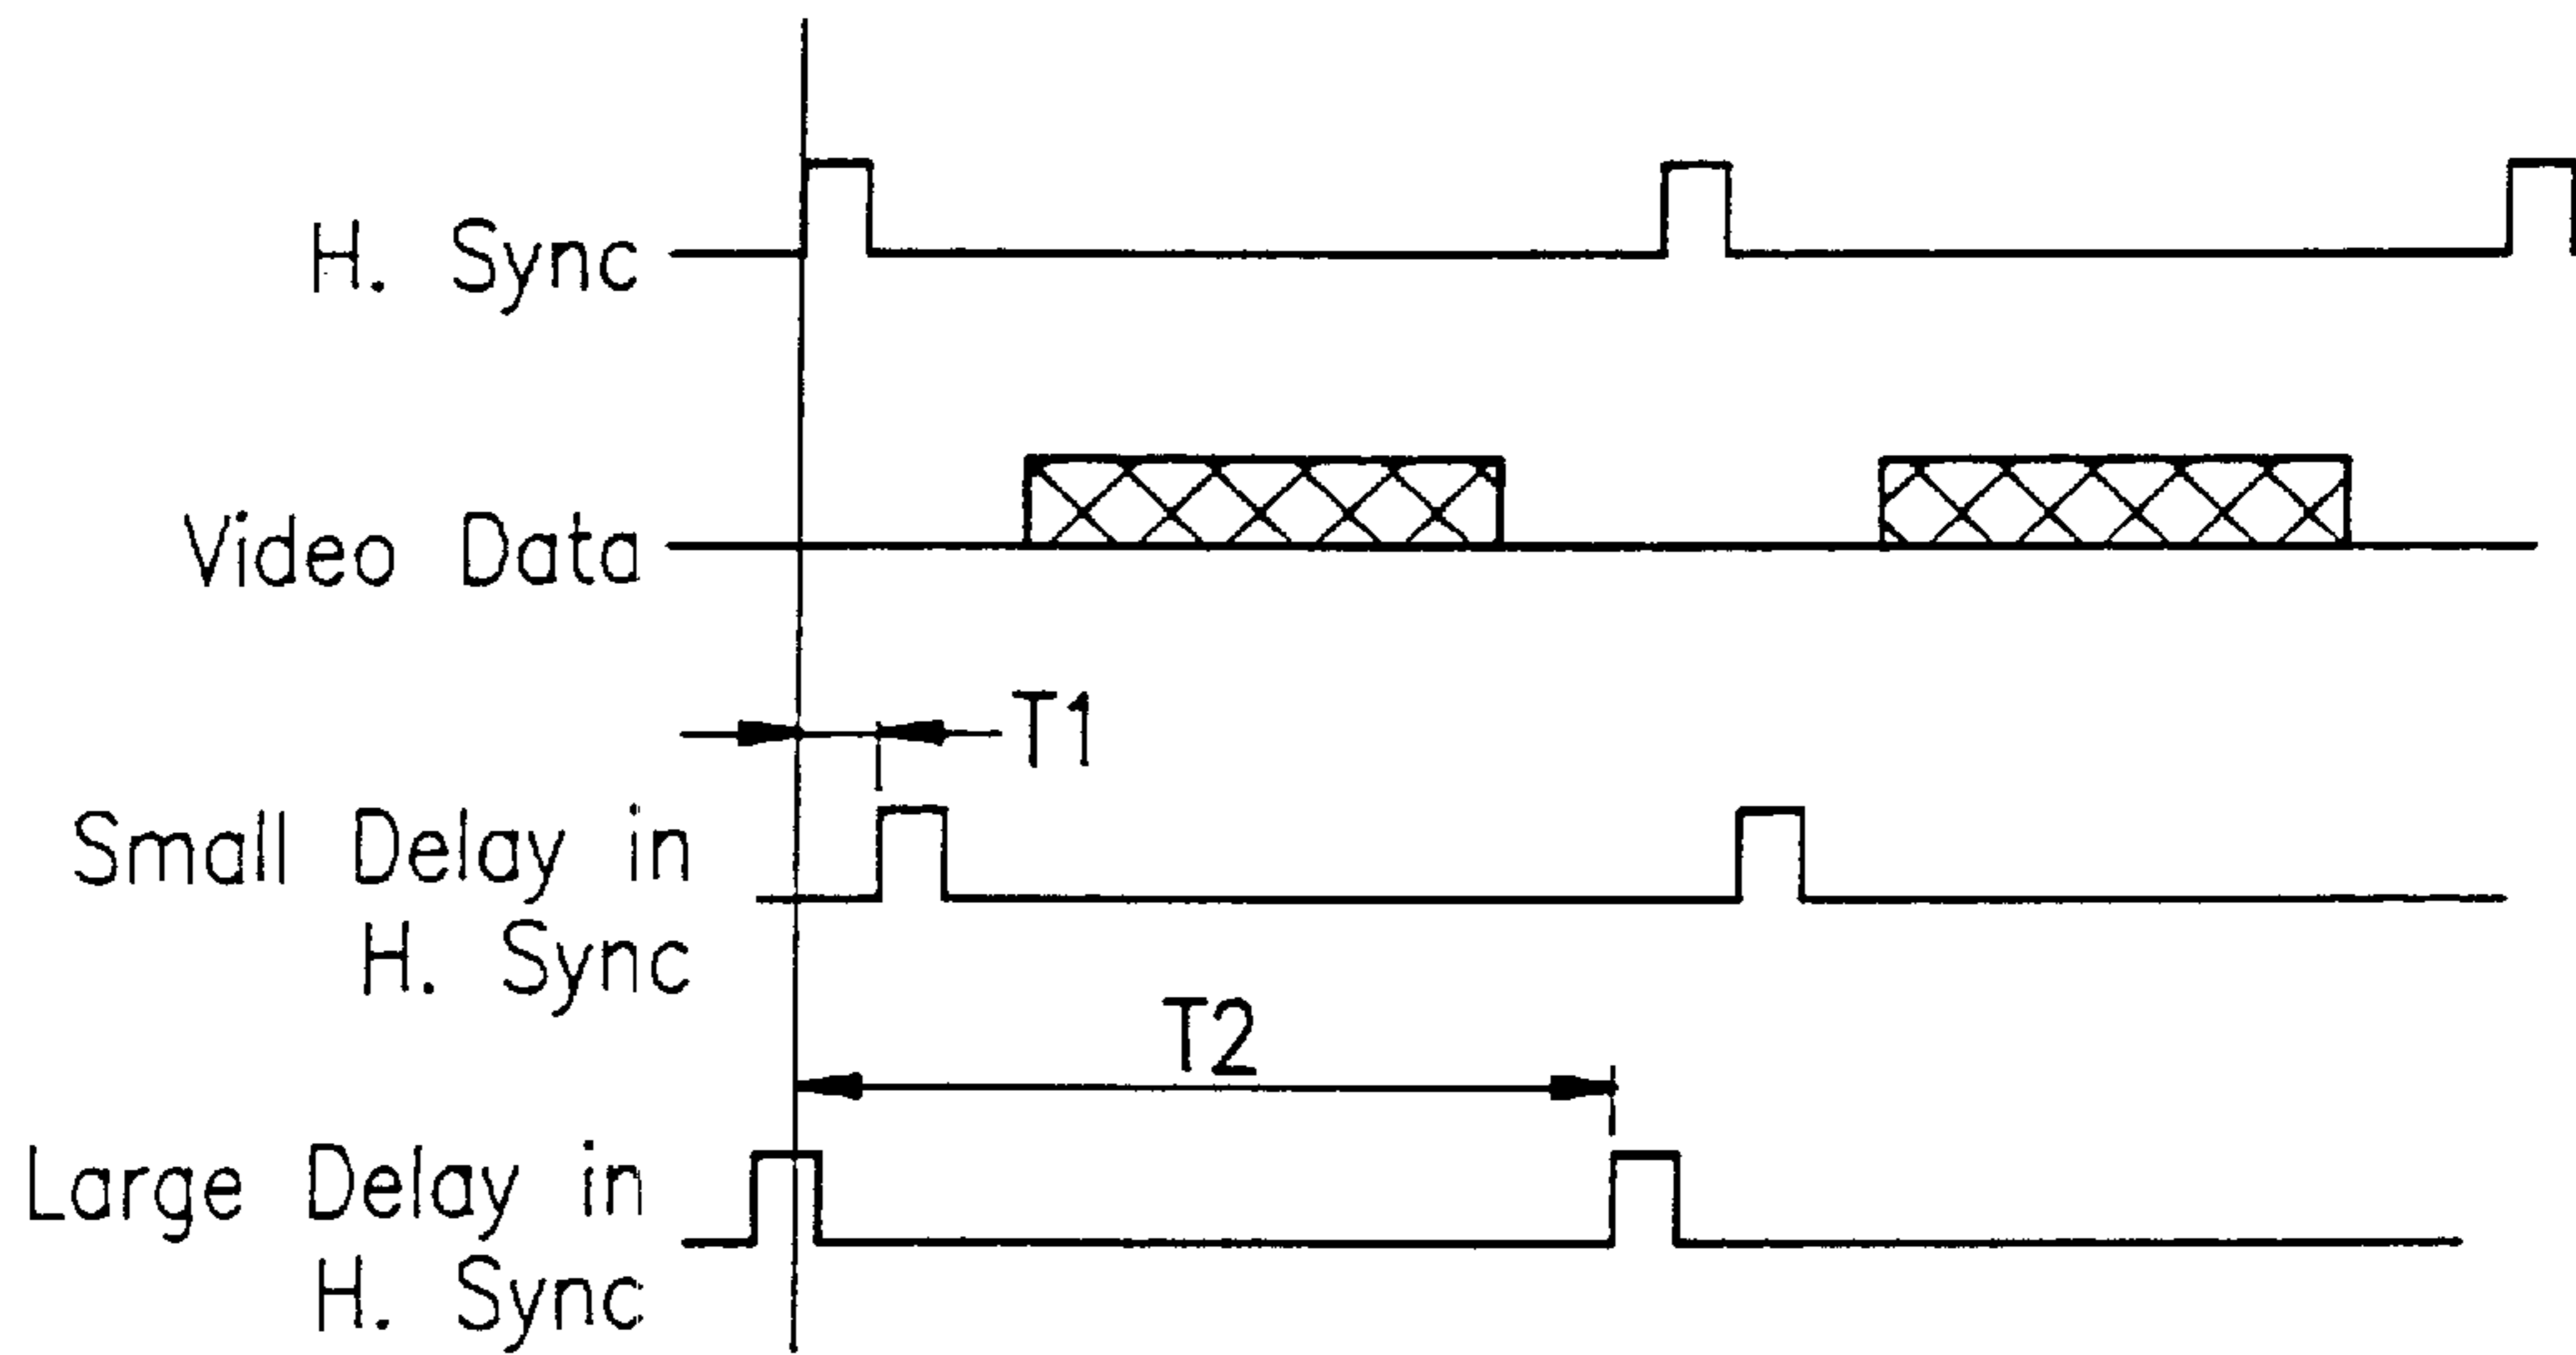 H. Sync
Video Data
T1
Small Delay in
H. Sync
T2
Large Delay in
H. Sync